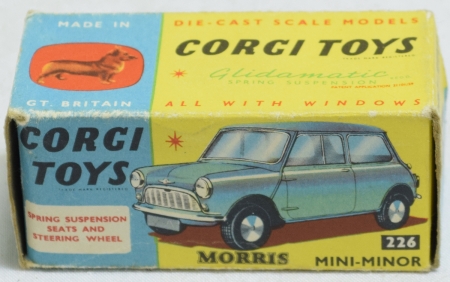 MADE IN
GT. BRITAIN
DIE-CAST SCALE MODELS
CORGI TOYS
Glidamatic
SPRING SUSPENSION
ALL WITH WINDOWS
CORGI
TOYS
SPRING SUSPENSION
SEATS AND
STEERING WHEEL
MORRIS
226
MINI-MINOR